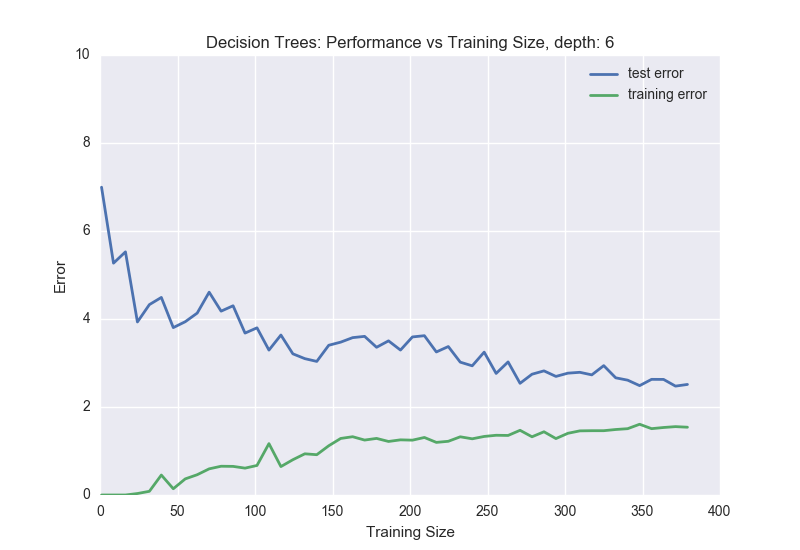 Decision Trees: Performance vs Training Size, depth: 6
10
8
6
4
2
0
Error
test error
training error
0 50 100 150 200 250 300 350 400
Training Size